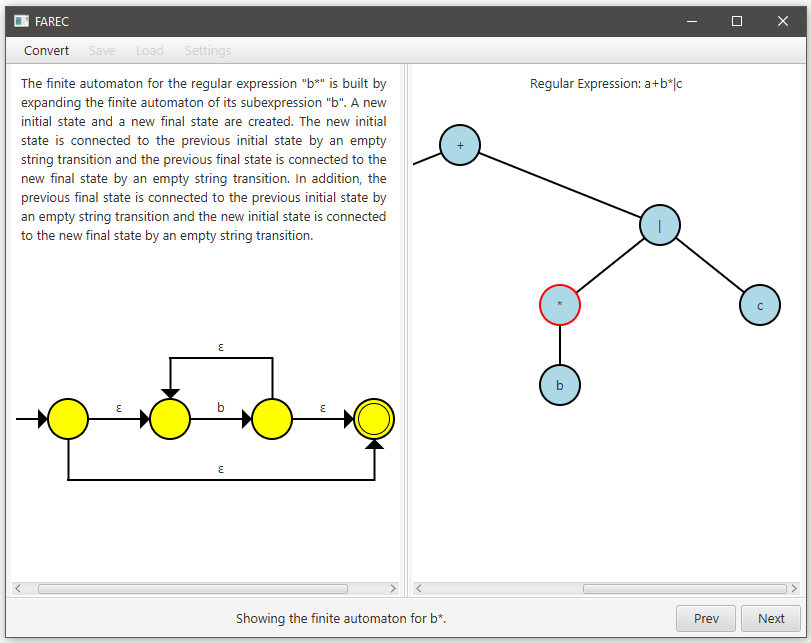 FAREC
Convert Save Load Settings
The finite automaton for the regular expression "b*" is built by
expanding the finite automaton of its subexpression "b". A new
initial state and a new final state are created. The new initial
state is connected to the previous initial state by an empty
string transition and the previous final state is connected to the
new final state by an empty string transition. In addition, the
previous final state is connected to the previous initial state by
an empty string transition and the new initial state is connected
to the new final state by an empty string transition.
ε
ε b ε
ε
Regular Expression: a+b*|c
+
|
*
c
b
Showing the finite automaton for b*.
Prev Next